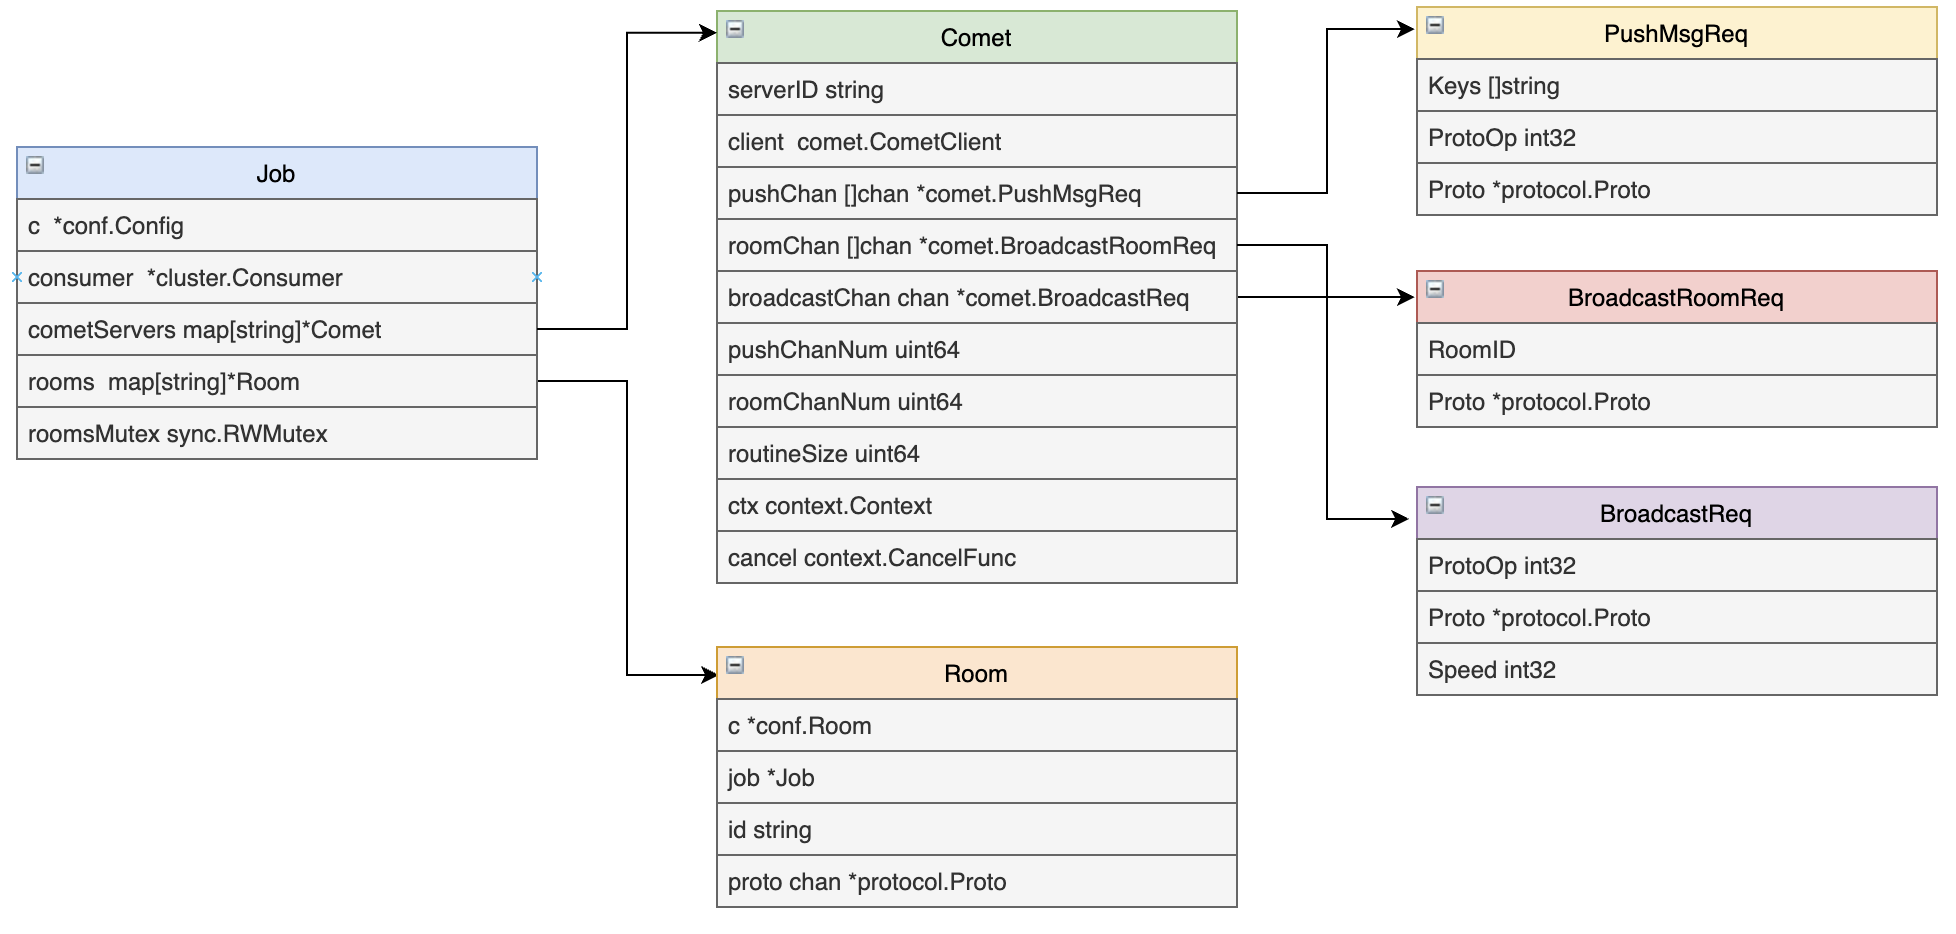 Job
c  *conf.Config
consumer  *cluster.Consumer
cometServers map[string]*Comet
rooms  map[string]*Room
roomsMutex sync.RWMutex
Comet
serverID string
client  comet.CometClient
pushChan []chan *comet.PushMsgReq
roomChan []chan *comet.BroadcastRoomReq
broadcastChan chan *comet.BroadcastReq
pushChanNum uint64
roomChanNum uint64
routineSize uint64
ctx context.Context
cancel context.CancelFunc
Room
c *conf.Room
job *Job
id string
proto chan *protocol.Proto
PushMsgReq
Keys []string
ProtoOp int32
Proto *protocol.Proto
BroadcastRoomReq
RoomID
Proto *protocol.Proto
BroadcastReq
ProtoOp int32
Proto *protocol.Proto
Speed int32